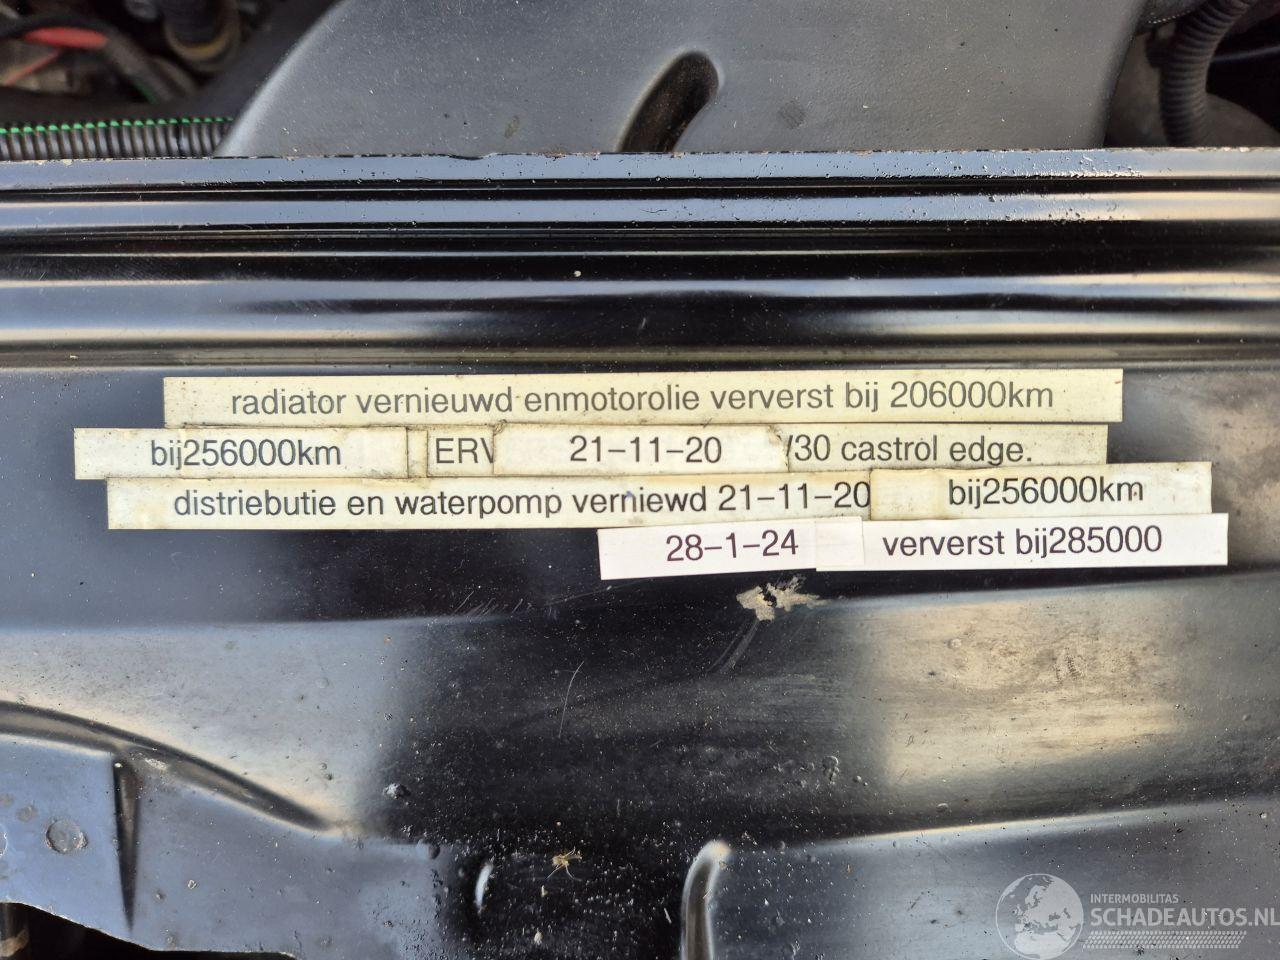 radiator vernieuwd enmotorolie ververst bij 206000km
bij256000km 21-11-20 /30 castrol edge.
distriebutie en waterpomp verniewd 21-11-20 bij256000km
28-1-24 ververst bij285000
INTERMOBILITAS
SCHADEAUTOS.NL